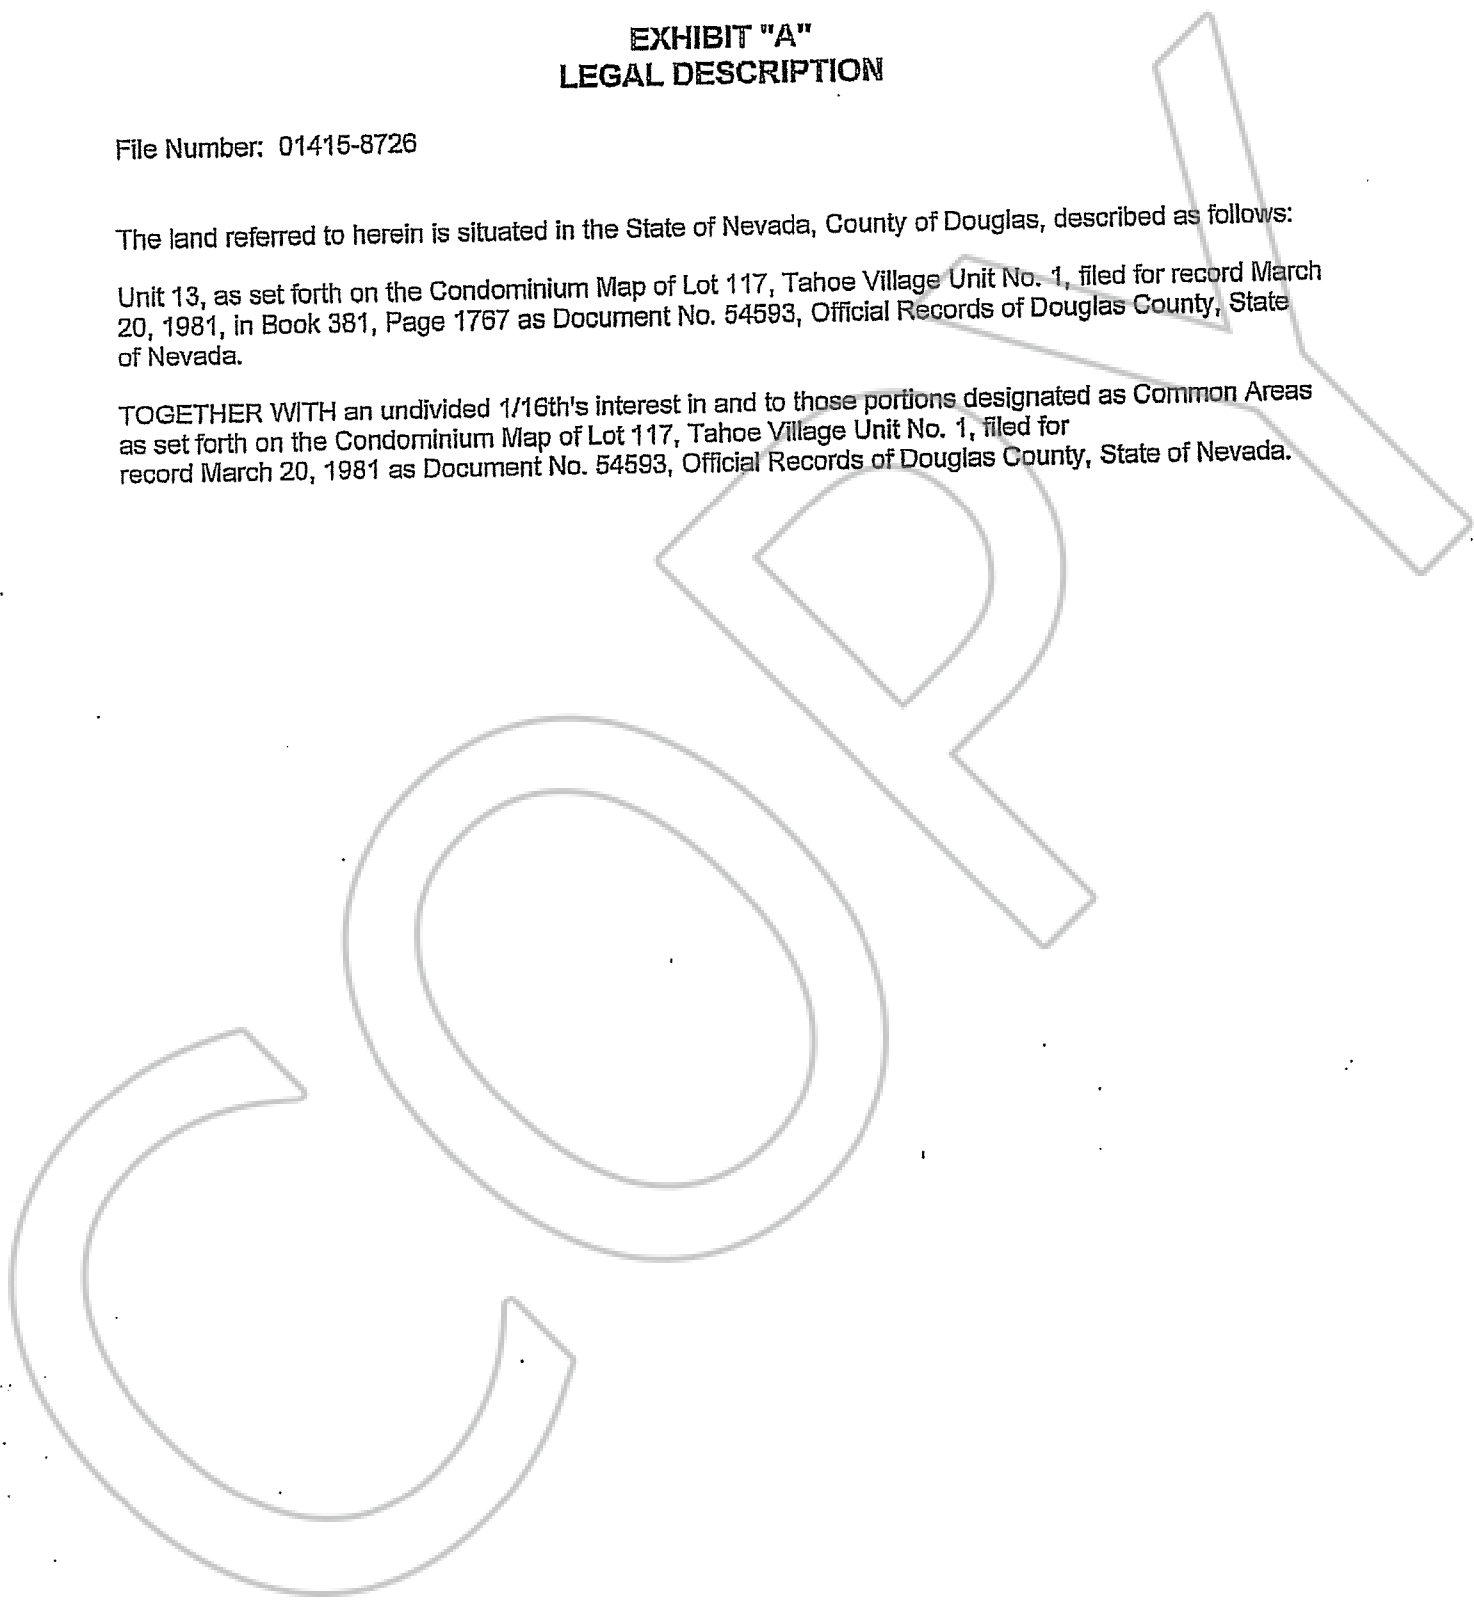 EXHIBIT "A"
LEGAL DESCRIPTION
File Number: 01415-8726
The land referred to herein is situated in the State of Nevada, County of Douglas, described as follows:
Unit 13, as set forth on the Condominium Map of Lot 117, Tahoe Village Unit No. 1, filed for record March
20, 1981, in Book 381, Page 1767 as Document No. 54593, Official Records of Douglas County, State
of Nevada.
TOGETHER WITH an undivided 1/16th's interest in and to those portions designated as Common Areas
as set forth on the Condominium Map of Lot 117, Tahoe Village Unit No. 1, filed for
record March 20, 1981 as Document No. 54593, Official Records of Douglas County, State of Nevada.
COPY